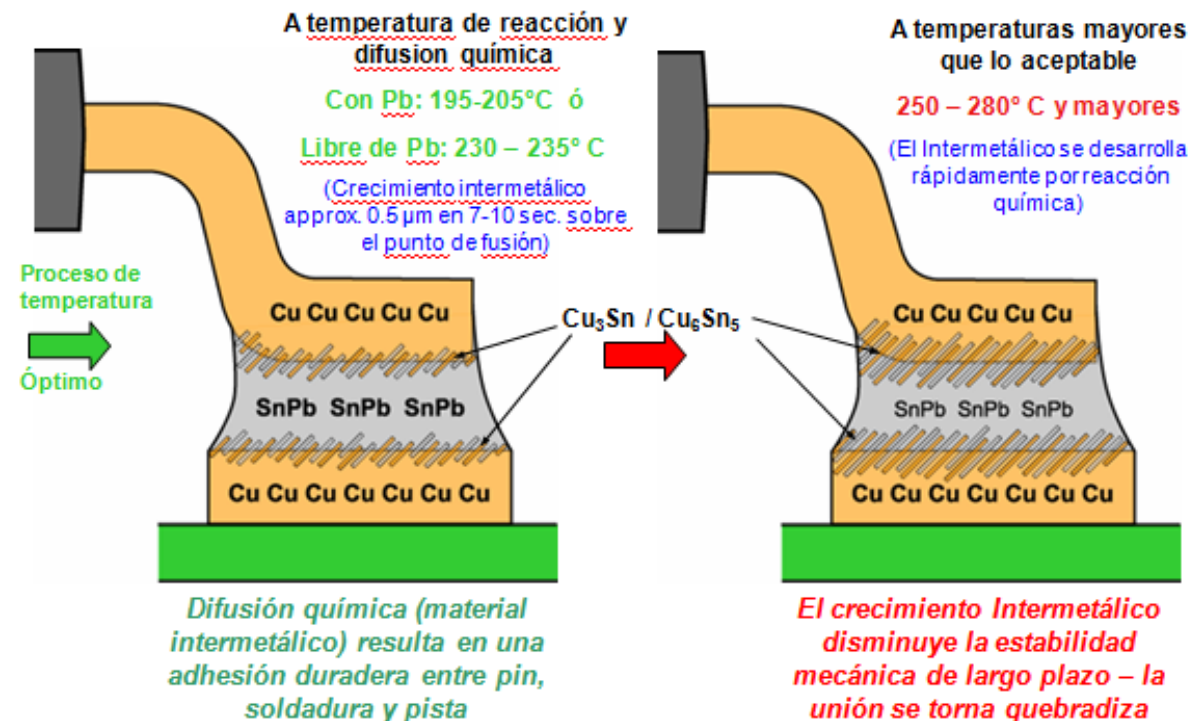 A temperatura de reacción y
difusion química
Con Pb: 195-205°C ó
Libre de Pb: 230 – 235° C
(Crecimiento intermetálico
approx. 0.5 µm en 7-10 sec. sobre
el punto de fusión)
Proceso de
temperatura
Óptimo
Cu Cu Cu Cu Cu
SnPb SnPb SnPb
Cu Cu Cu Cu Cu Cu Cu
Difusión química (material
intermetálico) resulta en una
adhesión duradera entre pin,
soldadura y pista
Cu₃Sn / Cu₆Sn₅
A temperaturas mayores
que lo aceptable
250 – 280° C y mayores
(El Intermetálico se desarrolla
rápidamente por reacción
química)
Cu Cu Cu Cu Cu
SnPb SnPb SnPb
Cu Cu Cu Cu Cu Cu Cu
El crecimiento Intermetálico
disminuye la estabilidad
mecánica de largo plazo – la
unión se torna quebradiza